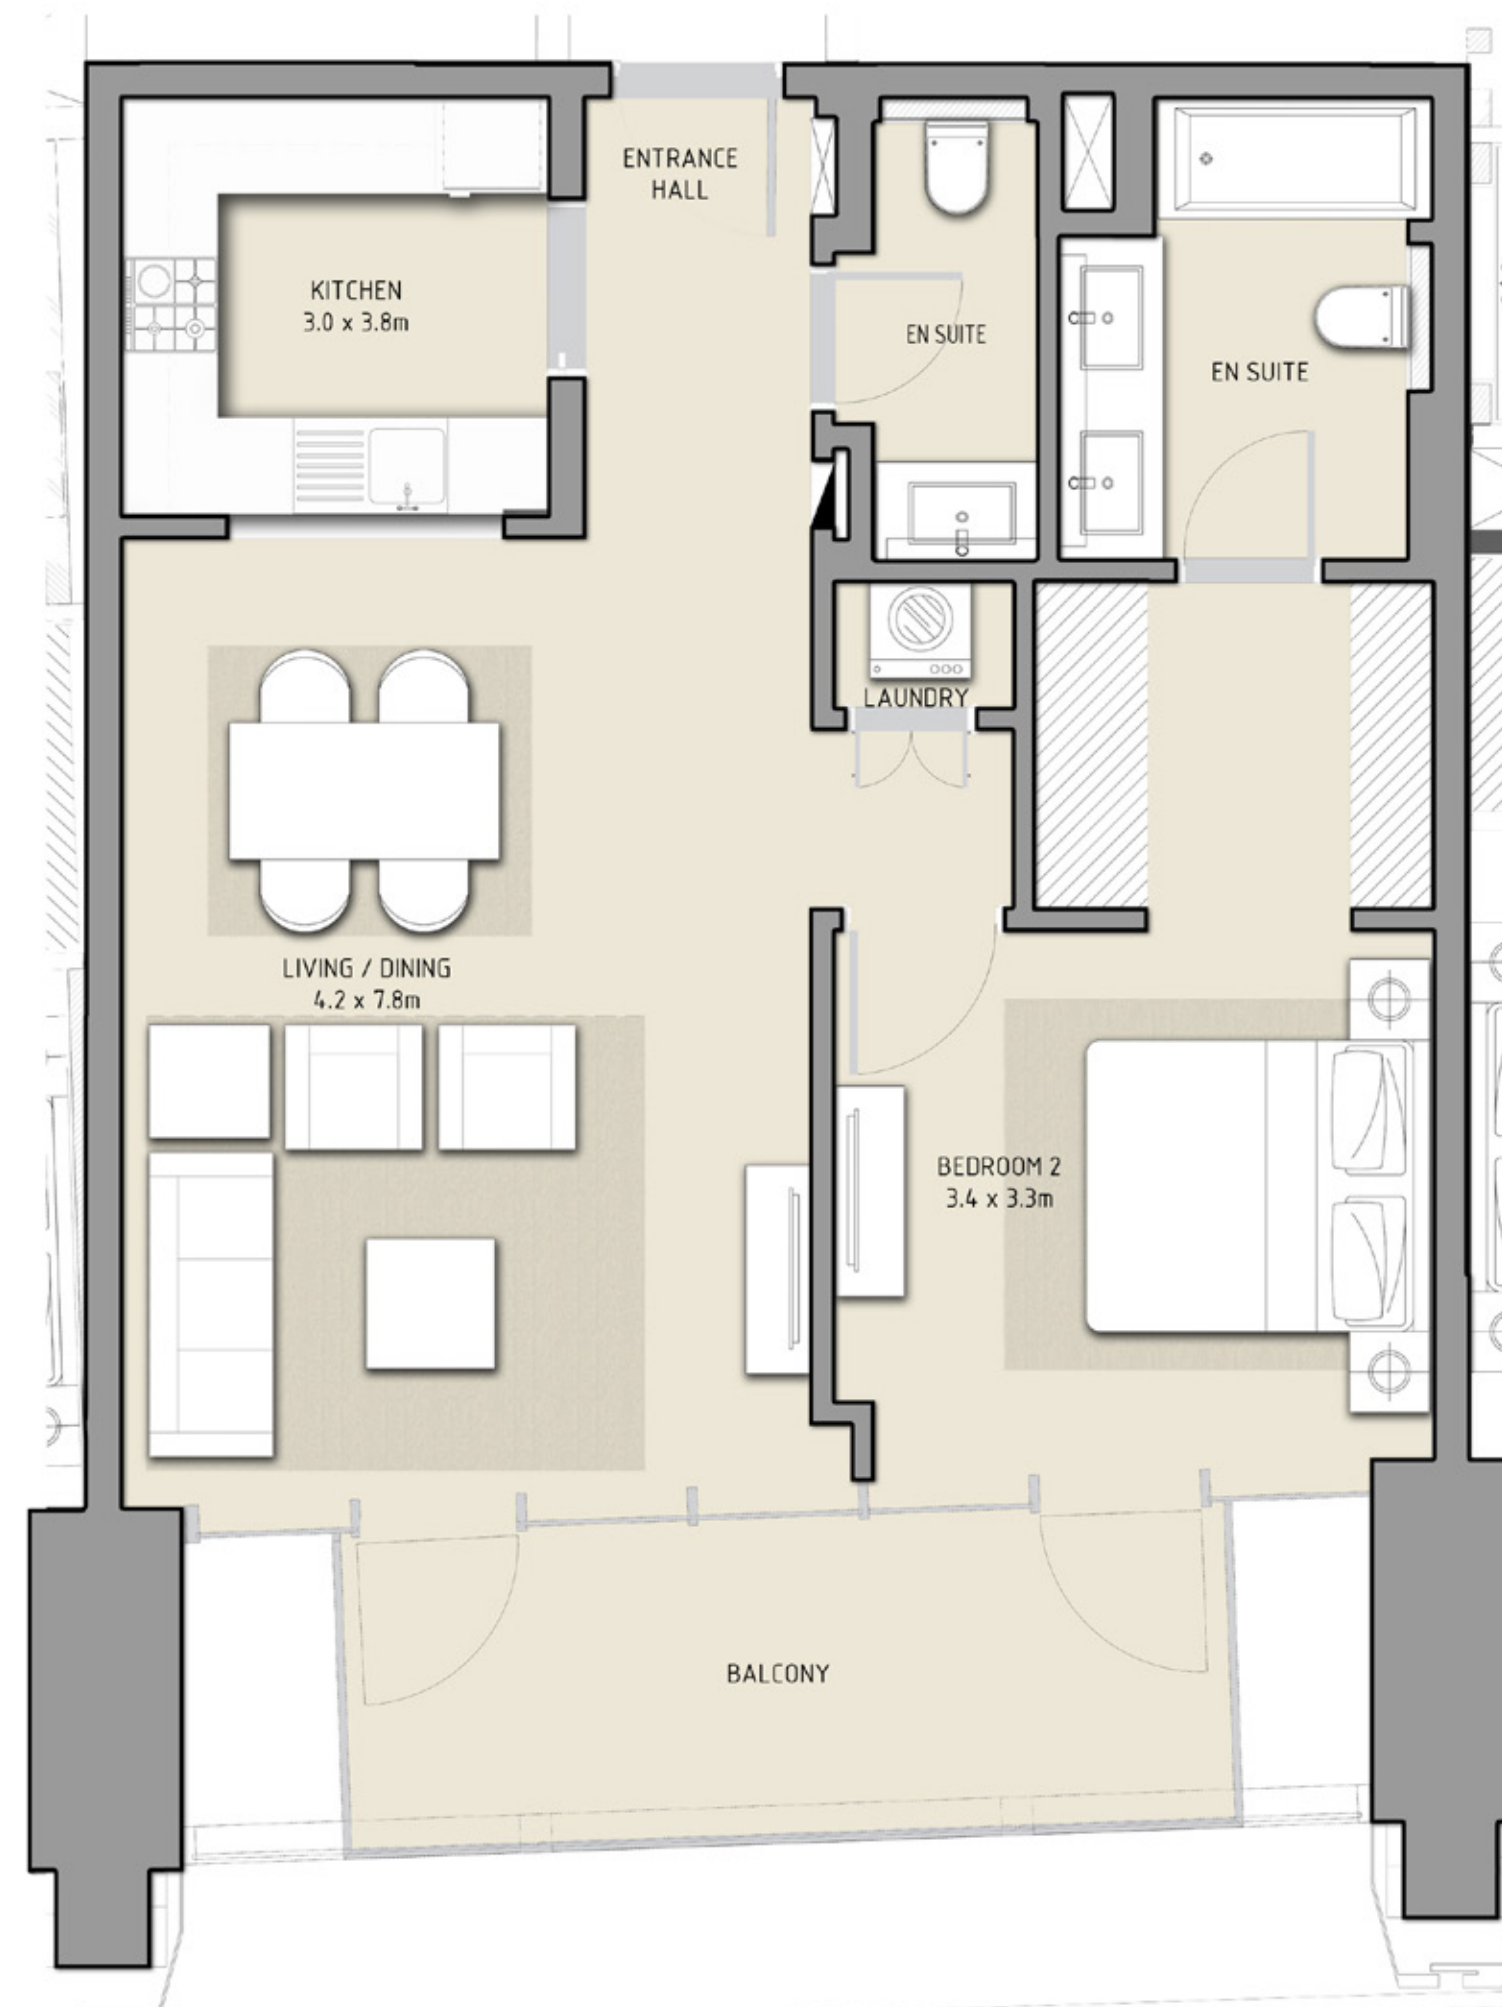 ENTRANCE
HALL
KITCHEN
3.0 x 3.8m
EN SUITE
EN SUITE
LAUNDRY
LIVING / DINING
4.2 x 7.8m
BEDROOM 2
3.4 x 3.3m
BALCONY